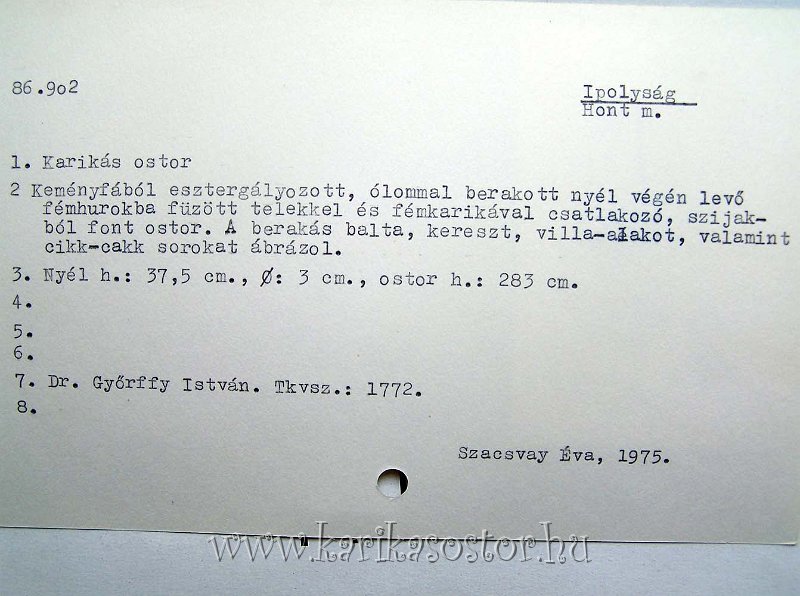 86.9o2
Ipolyság
Hont m.
1. Karikás ostor
2 Keményfából esztergályozott, ólommal berakott nyél végén levő
fémhurokba füzött telekkel és fémkarikával csatlakozó, szijak-
ból font ostor. A berakás balta, kereszt, villa-alakot, valamint
cikk-cakk sorokat ábrázol.
3. Nyél h.: 37,5 cm., Ø: 3 cm., ostor h.: 283 cm.
4.
5.
6.
7. Dr. Győrffy István. Tkvsz.: 1772.
8.
Szacsvay Éva, 1975.
www.karikasostor.hu